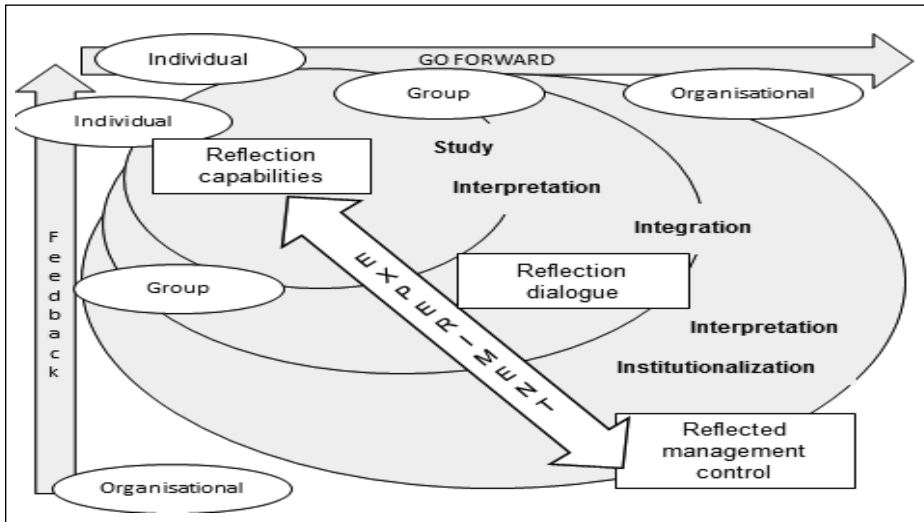 Individual
GO FORWARD
Group
Organisational
Individual
Reflection
capabilities
Study
Interpretation
Integration
Feedback
EXPERIMENT
Reflection
dialogue
Group
Interpretation
Institutionalization
Reflected
management
control
Organisational